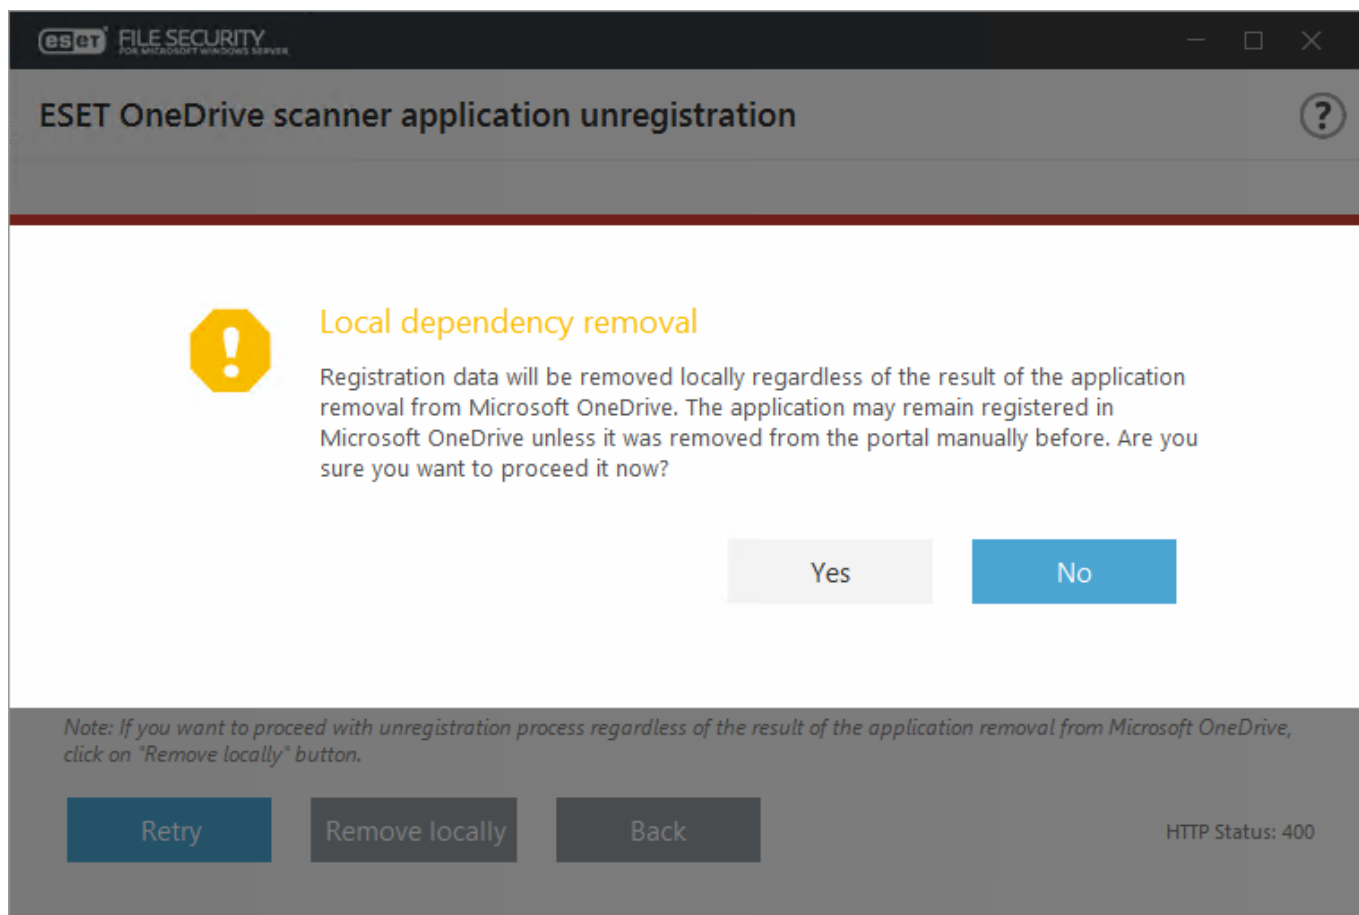 eset FILE SECURITY
FOR MICROSOFT WINDOWS SERVER
ESET OneDrive scanner application unregistration
?
Local dependency removal
Registration data will be removed locally regardless of the result of the application
removal from Microsoft OneDrive. The application may remain registered in
Microsoft OneDrive unless it was removed from the portal manually before. Are you
sure you want to proceed it now?
Yes No
Note: If you want to proceed with unregistration process regardless of the result of the application removal from Microsoft OneDrive,
click on "Remove locally" button.
Retry Remove locally Back HTTP Status: 400